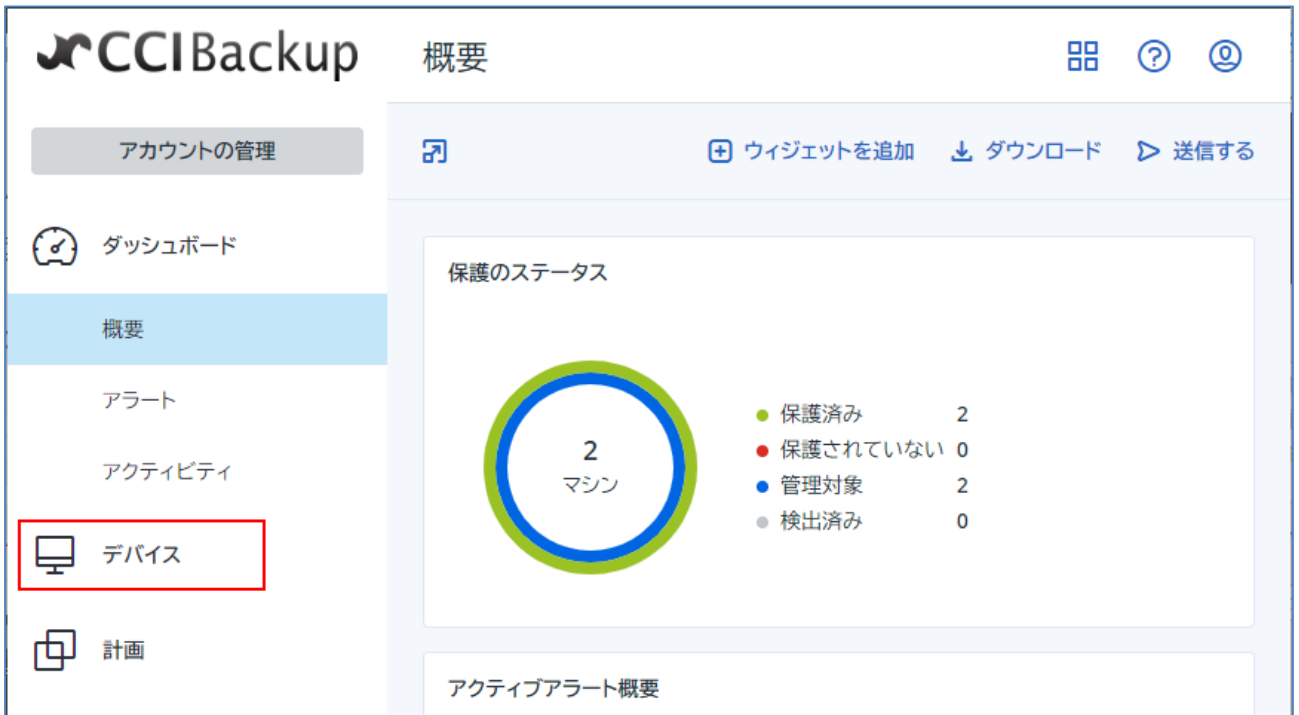 CCIBackup
概要
アカウントの管理
ウィジェットを追加 ダウンロード 送信する
ダッシュボード
概要
アラート
アクティビティ
デバイス
計画
保護のステータス
2
マシン
保護済み 2
保護されていない 0
管理対象 2
検出済み 0
アクティブアラート概要